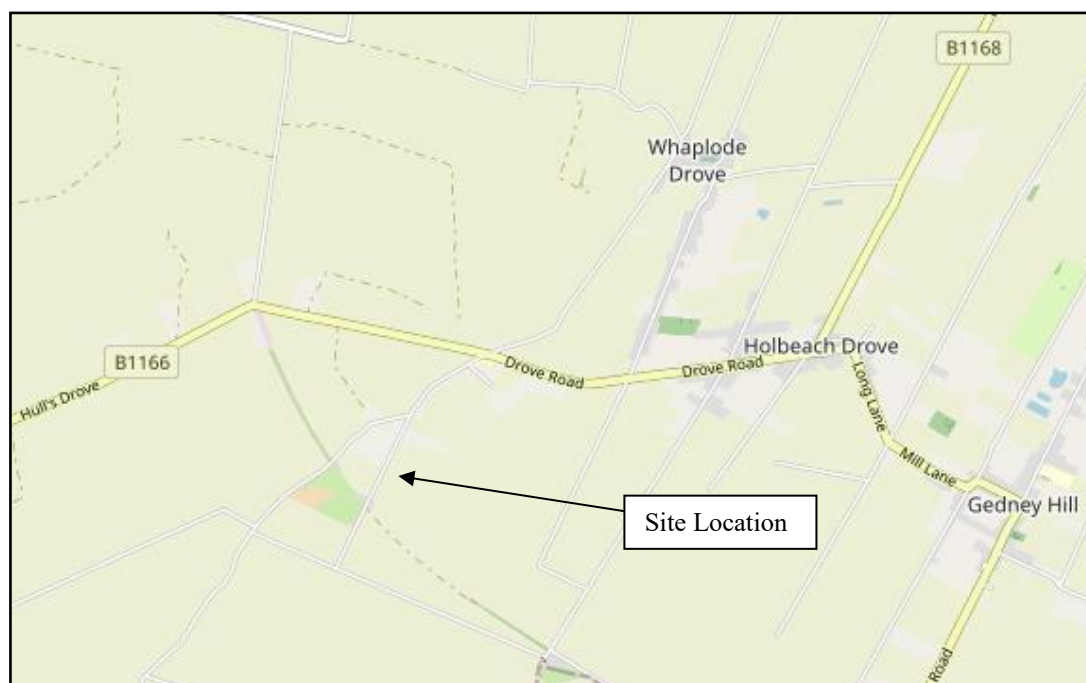 B1168
Whaplode
Drove
B1166
Hull's Drove
Drove Road
Drove Road
Holbeach Drove
Long Lane
Mill Lane
Gedney Hill
Site Location
Road